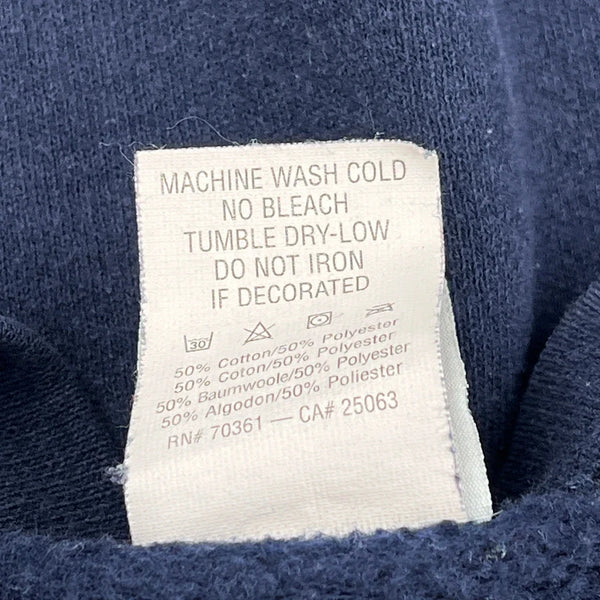 MACHINE WASH COLD
NO BLEACH
TUMBLE DRY-LOW
DO NOT IRON
IF DECORATED
30
50% Cotton/50% Polyester
50% Coton/50% Polyester
50% Baumwoole/50% Polyester
50% Algodon/50% Poliester
RN# 70361 — CA# 25063